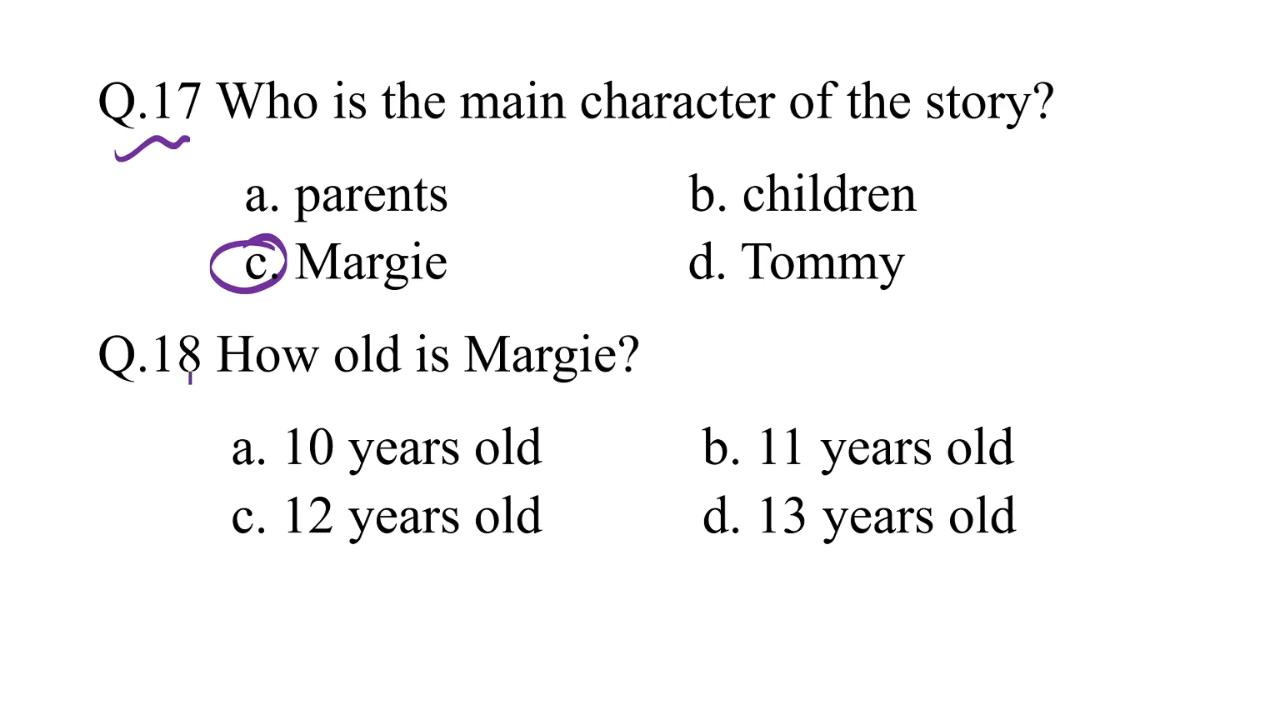 Q.17 Who is the main character of the story?
a. parents b. children
c. Margie d. Tommy
Q.18 How old is Margie?
a. 10 years old b. 11 years old
c. 12 years old d. 13 years old